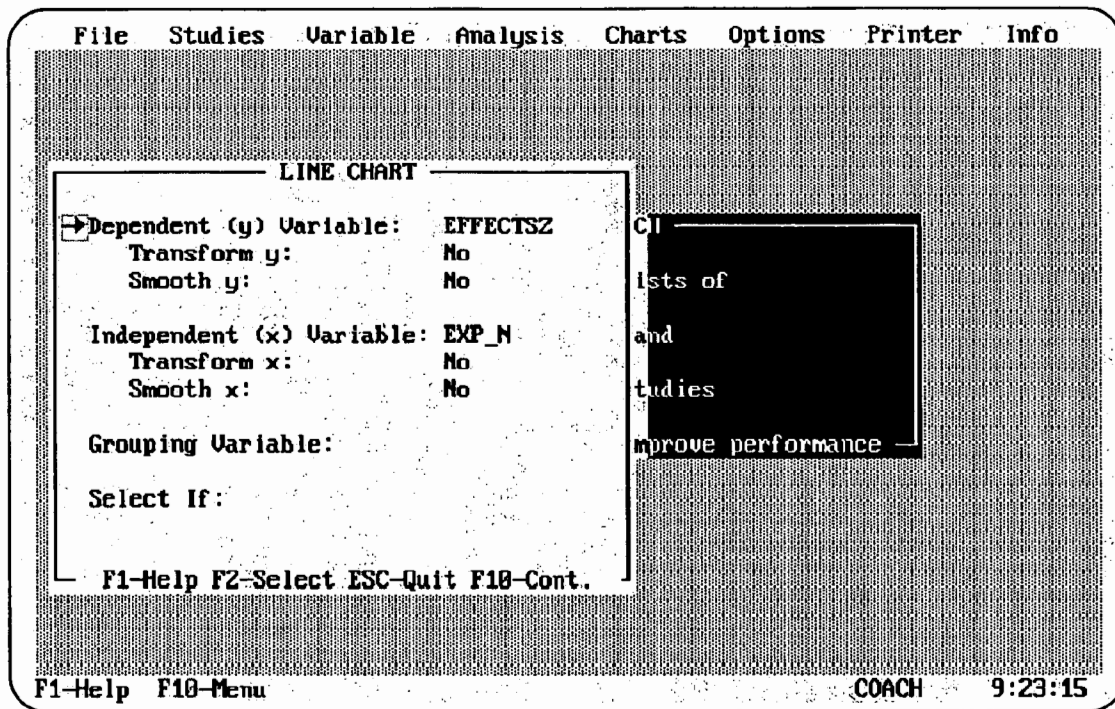 File Studies Variable Analysis Charts Options Printer Info
LINE CHART
Dependent (y) Variable: EFFECTSZ
Transform y: No
Smooth y: No
Independent (x) Variable: EXP_N
Transform x: No
Smooth x: No
Grouping Variable:
Select If:
F1-Help F2-Select ESC-Quit F10-Cont.
CH
ists of
and
tudies
mprove performance
F1-Help F10-Menu COACH 9:23:15